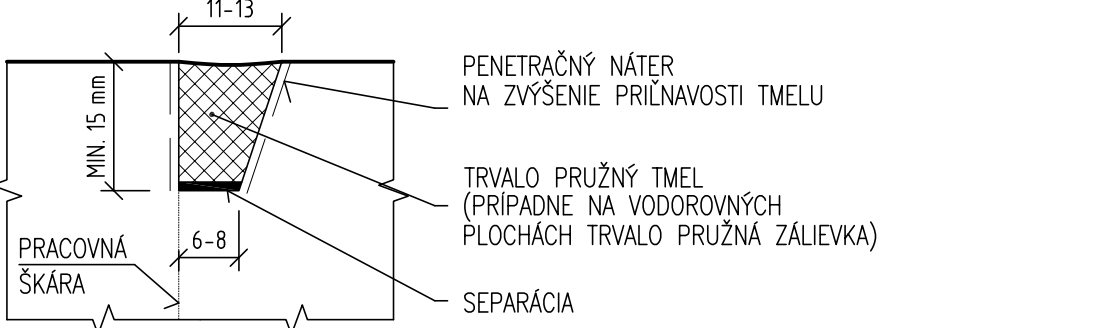 11-13
PENETRAČNÝ NÁTER
NA ZVÝŠENIE PRIĽNAVOSTI TMELU
MIN. 15 mm
TRVALO PRUŽNÝ TMEL
(PRÍPADNE NA VODOROVNÝCH
PLOCHÁCH TRVALO PRUŽNÁ ZÁLIEVKA)
6-8
PRACOVNÁ
ŠKÁRA
SEPARÁCIA